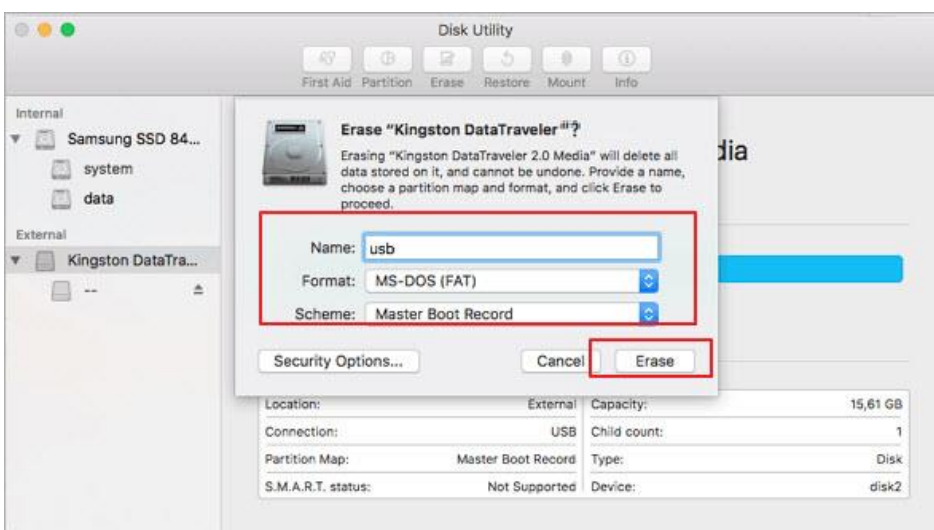 Disk Utility
First Aid Partition Erase Restore Mount Info
Internal
Samsung SSD 84...
system
data
External
Kingston DataTra...
--
dia
Erase "Kingston DataTraveler"?
Erasing "Kingston DataTraveler 2.0 Media" will delete all
data stored on it, and cannot be undone. Provide a name,
choose a partition map and format, and click Erase to
proceed.
Name: usb
Format: MS-DOS (FAT)
Scheme: Master Boot Record
Security Options... Cancel Erase
Location: External Capacity: 15,61 GB
Connection: USB Child count: 1
Partition Map: Master Boot Record Type: Disk
S.M.A.R.T. status: Not Supported Device: disk2